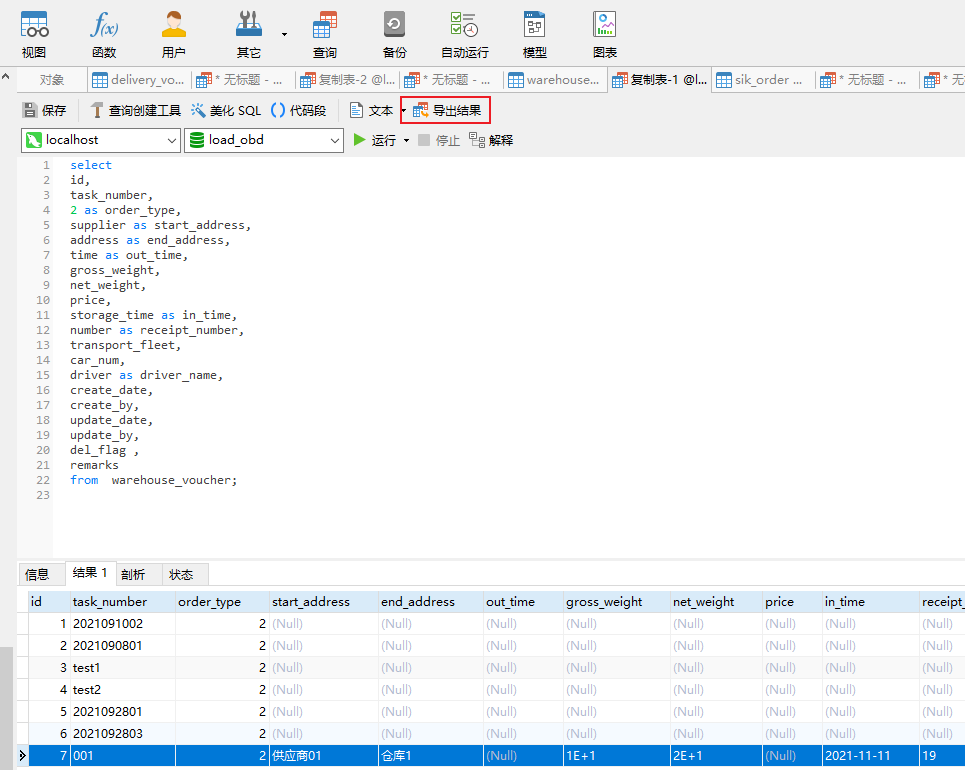 视图 函数 用户 其它 查询 备份 自动运行 模型 图表
对象 delivery_vo... * 无标题 - ... 复制表-2 @l... * 无标题 - ... warehouse... 复制表-1 @l... sik_order ... * 无标题 - ... * 无
保存 查询创建工具 美化 SQL () 代码段 文本 导出结果
localhost load_obd 运行 停止 解释
1 select
2 id,
3 task_number,
4 2 as order_type,
5 supplier as start_address,
6 address as end_address,
7 time as out_time,
8 gross_weight,
9 net_weight,
10 price,
11 storage_time as in_time,
12 number as receipt_number,
13 transport_fleet,
14 car_num,
15 driver as driver_name,
16 create_date,
17 create_by,
18 update_date,
19 update_by,
20 del_flag ,
21 remarks
22 from  warehouse_voucher;
23
信息 结果 1 剖析 状态
id task_number order_type start_address end_address out_time gross_weight net_weight price in_time receipt_
1 2021091002 2 (Null) (Null) (Null) (Null) (Null) (Null) (Null) (Null)
2 2021090801 2 (Null) (Null) (Null) (Null) (Null) (Null) (Null) (Null)
3 test1 2 (Null) (Null) (Null) (Null) (Null) (Null) (Null) (Null)
4 test2 2 (Null) (Null) (Null) (Null) (Null) (Null) (Null) (Null)
5 2021092801 2 (Null) (Null) (Null) (Null) (Null) (Null) (Null) (Null)
6 2021092803 2 (Null) (Null) (Null) (Null) (Null) (Null) (Null) (Null)
7 001 2 供应商01 仓库1 (Null) 1E+1 2E+1 (Null) 2021-11-11 19